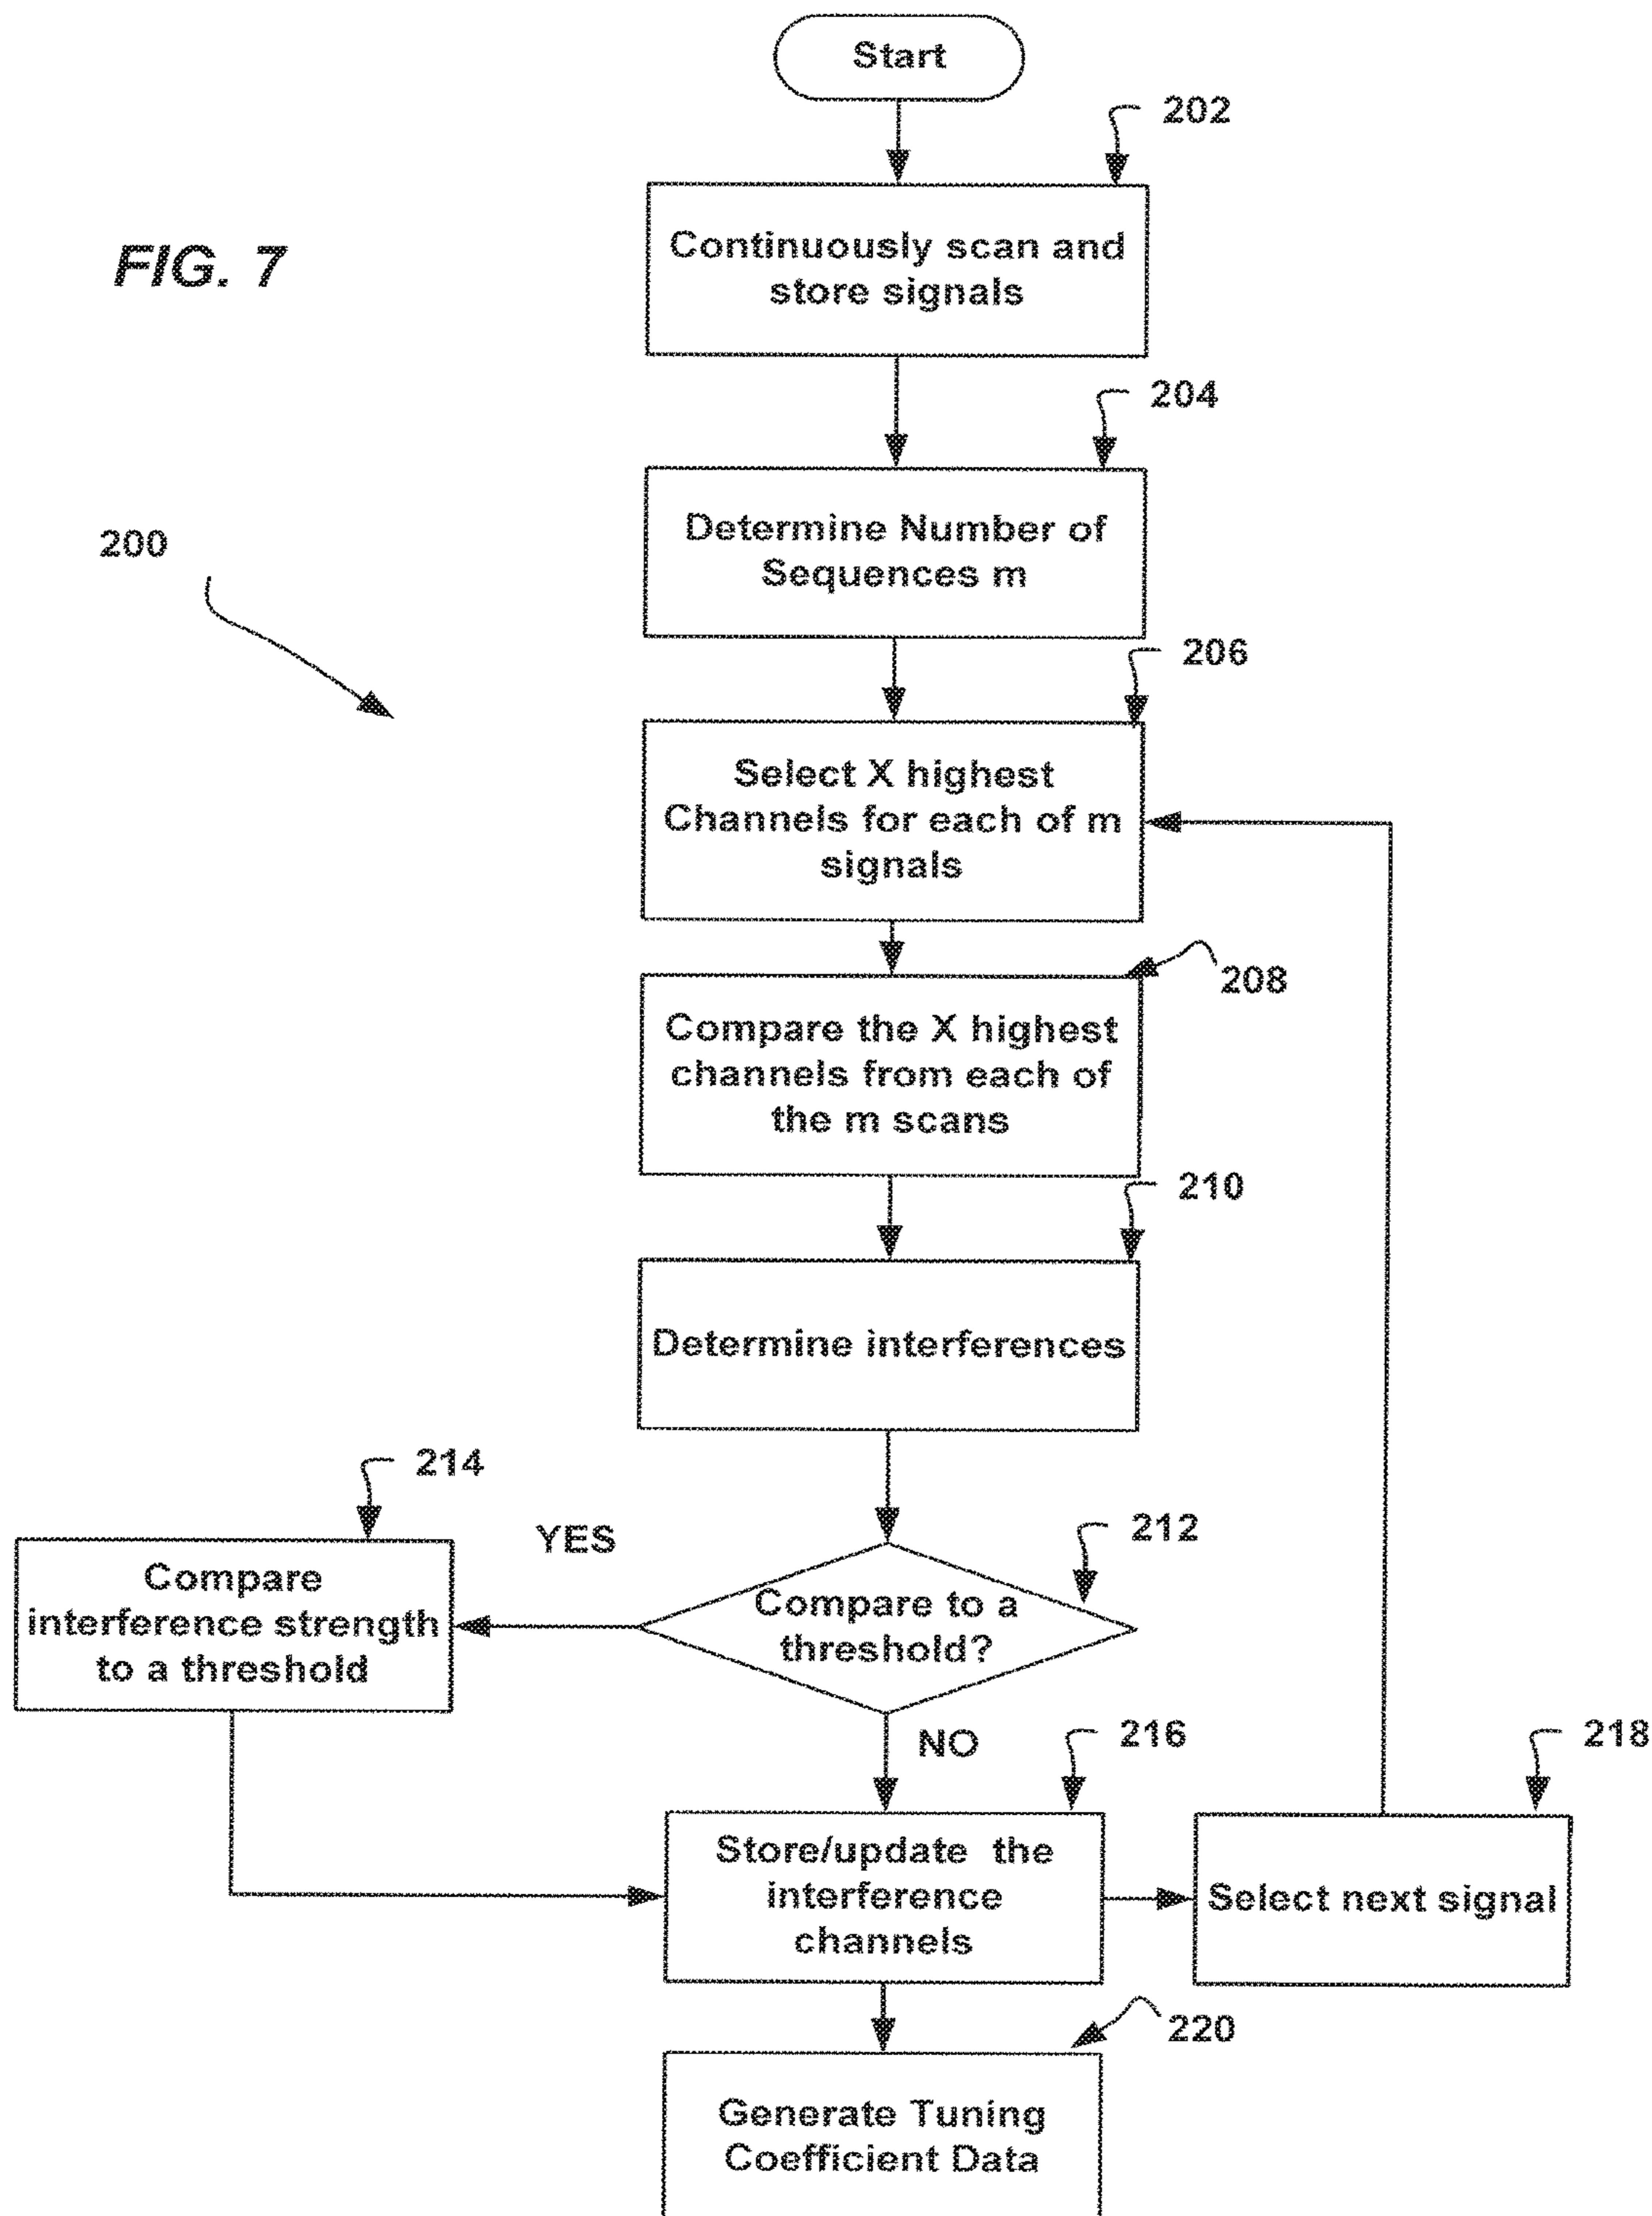 Start
202
Continuously scan and
store signals
FIG. 7
204
Determine Number of
Sequences m
200
206
Select X highest
Channels for each of m
signals
208
Compare the X highest
channels from each of
the m scans
210
Determine interferences
214
Compare
interference strength
to a threshold
YES
212
Compare to a
threshold?
NO
216
Store/update the
interference
channels
218
Select next signal
220
Generate Tuning
Coefficient Data